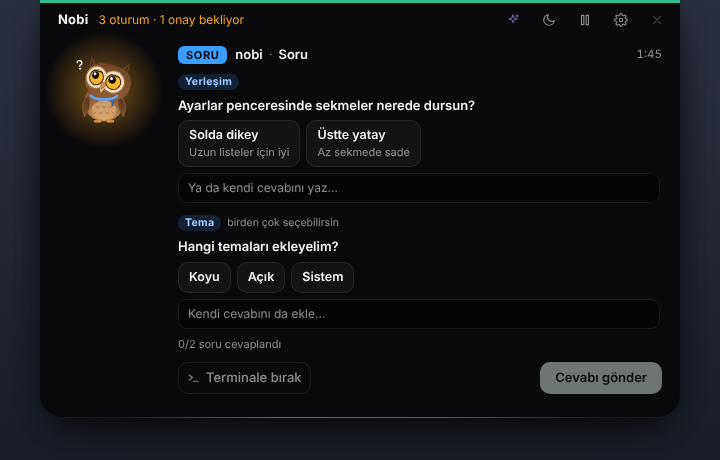 Nobi 3 oturum · 1 onay bekliyor
?
SORU nobi · Soru 1:45
Yerleşim
Ayarlar penceresinde sekmeler nerede dursun?
Solda dikey
Uzun listeler için iyi
Üstte yatay
Az sekmede sade
Ya da kendi cevabını yaz...
Tema birden çok seçebilirsin
Hangi temaları ekleyelim?
Koyu Açık Sistem
Kendi cevabını da ekle...
0/2 soru cevaplandı
Terminale bırak Cevabı gönder